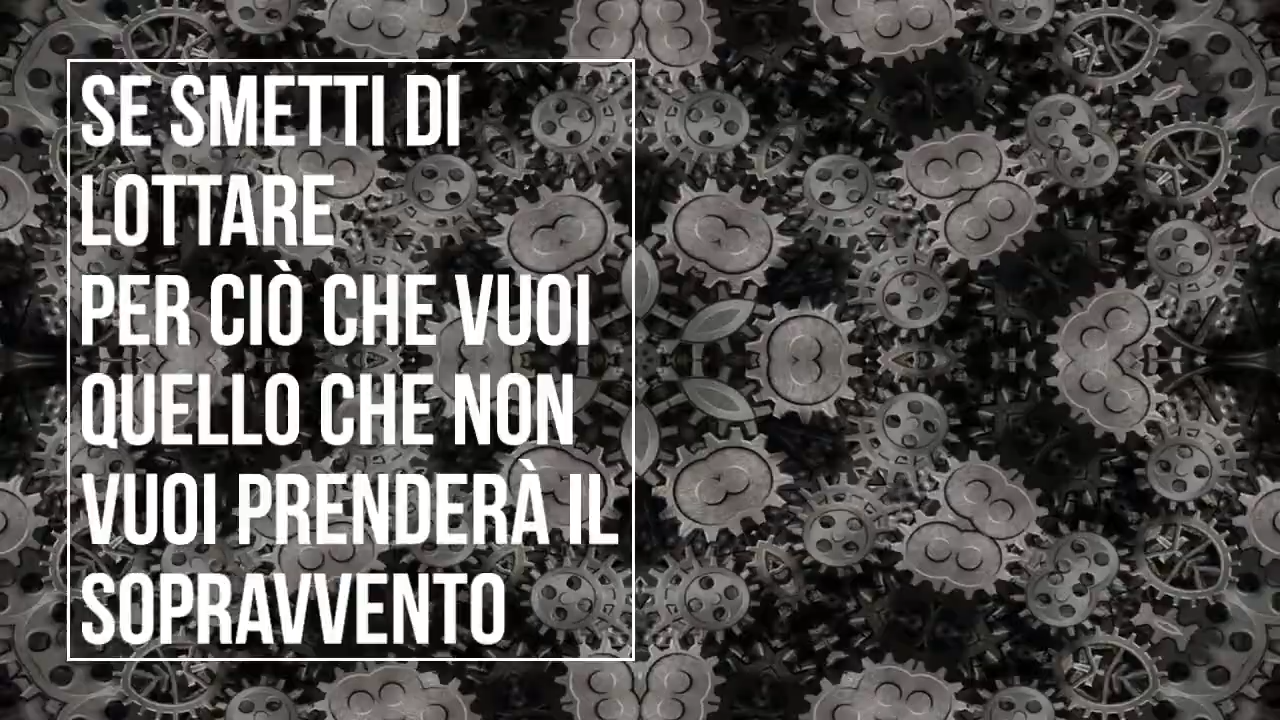 SE SMETTI DI
LOTTARE
PER CIÒ CHE VUOI
QUELLO CHE NON
VUOI PRENDERÀ IL
SOPRAVVENTO